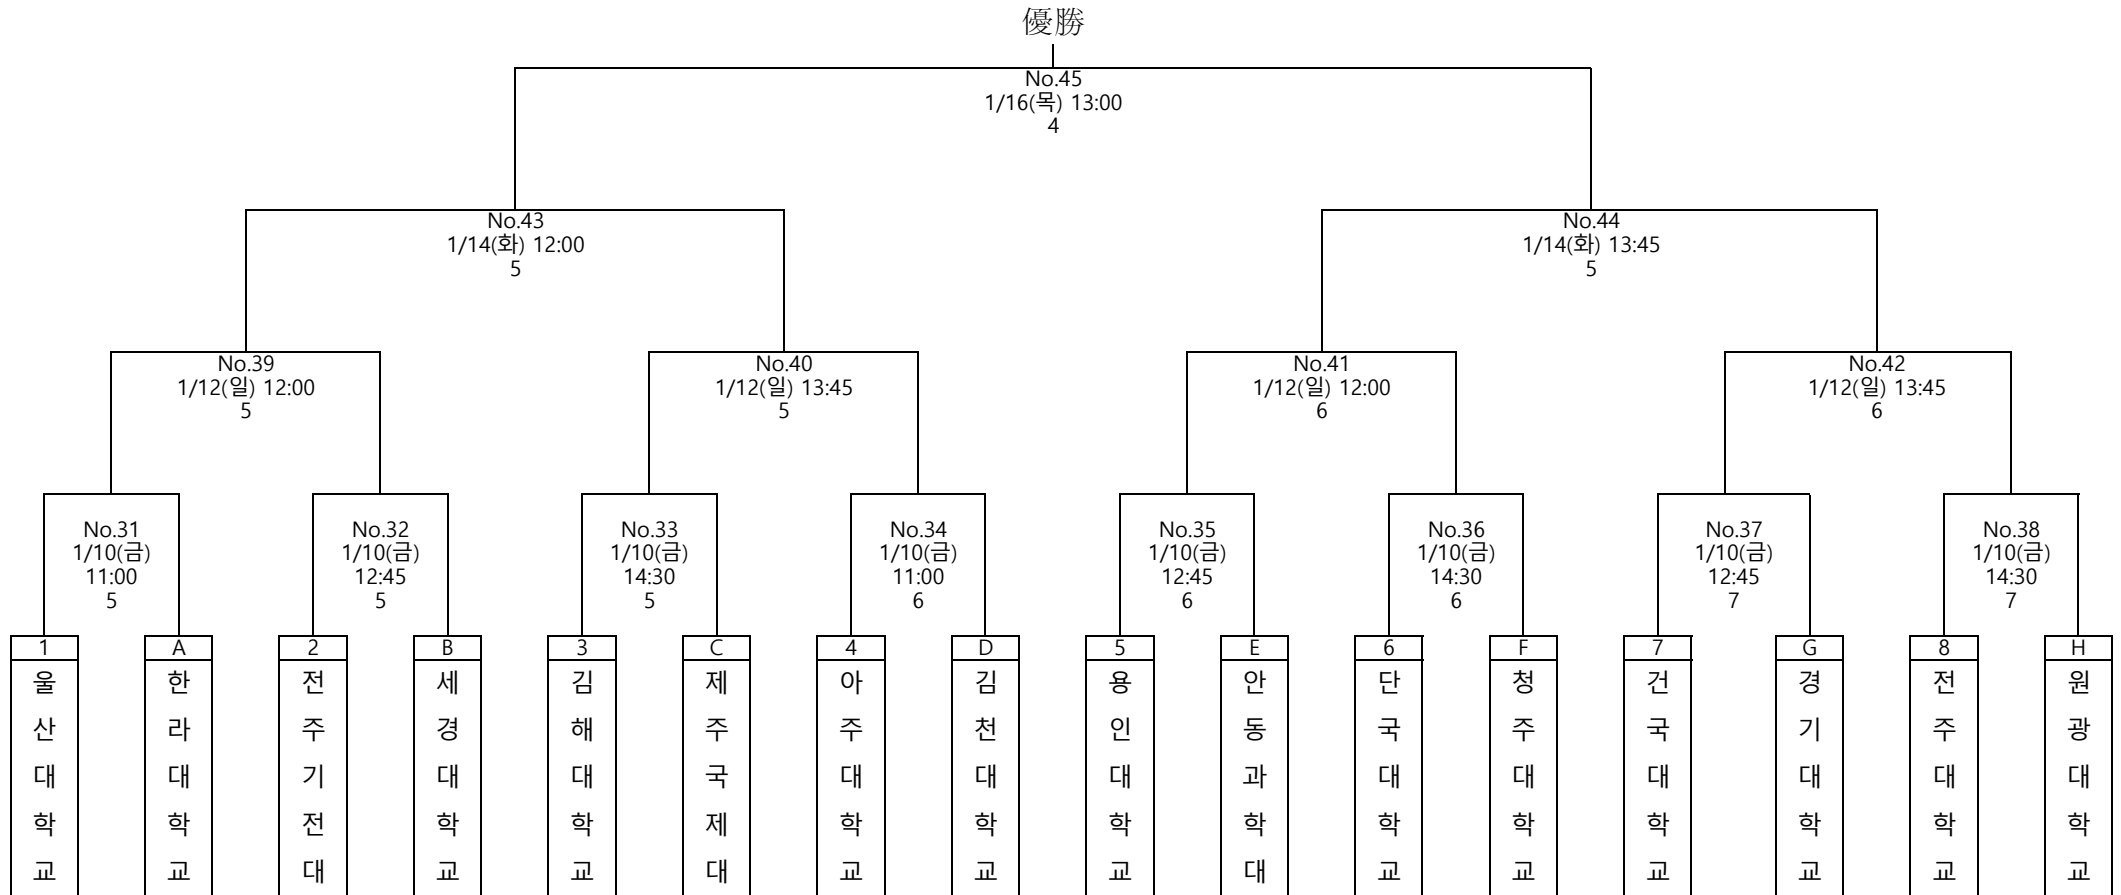 優勝
No.45
1/16(목) 13:00
4
No.43
1/14(화) 12:00
5
No.44
1/14(화) 13:45
5
No.39
1/12(일) 12:00
5
No.40
1/12(일) 13:45
5
No.41
1/12(일) 12:00
6
No.42
1/12(일) 13:45
6
No.31
1/10(금)
11:00
5
No.32
1/10(금)
12:45
5
No.33
1/10(금)
14:30
5
No.34
1/10(금)
11:00
6
No.35
1/10(금)
12:45
6
No.36
1/10(금)
14:30
6
No.37
1/10(금)
12:45
7
No.38
1/10(금)
14:30
7
1
울산대학교
A
한라대학교
2
전주기전대
B
세경대학교
3
김해대학교
C
제주국제대
4
아주대학교
D
김천대학교
5
용인대학교
E
안동과학대
6
단국대학교
F
청주대학교
7
건국대학교
G
경기대학교
8
전주대학교
H
원광대학교